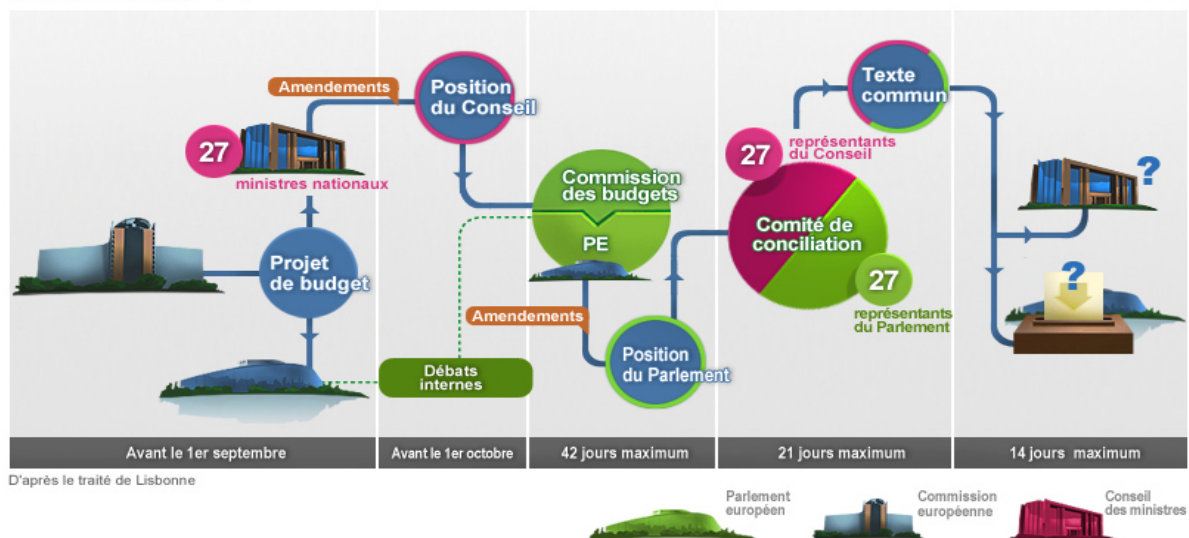 Amendements
Position
du Conseil
27
ministres nationaux
Projet
de budget
Débats
internes
Commission
des budgets
PE
Amendements
Position
du Parlement
27
représentants
du Conseil
Comité de
conciliation
27
représentants
du Parlement
Texte
commun
?
?
Avant le 1er septembre
Avant le 1er octobre
42 jours maximum
21 jours maximum
14 jours maximum
D'après le traité de Lisbonne
Parlement
européen
Commission
européenne
Conseil
des ministres